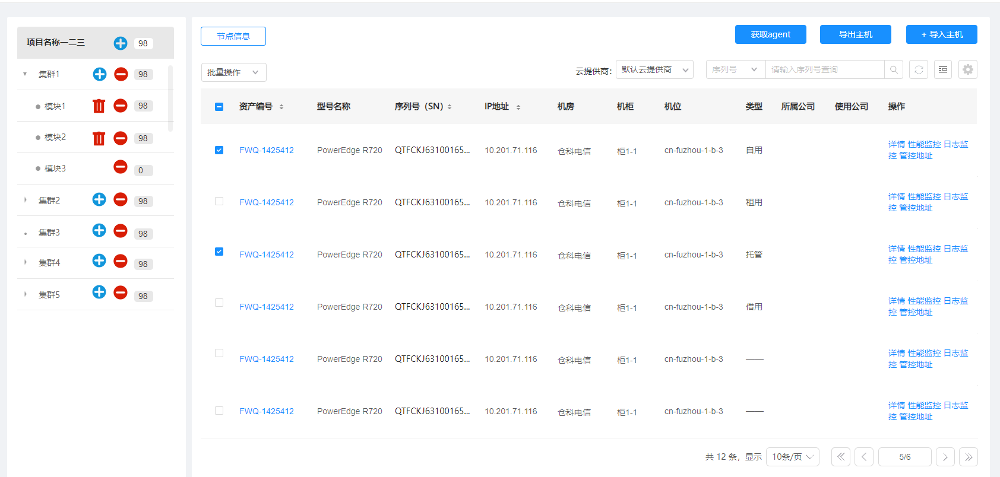 项目名称一二三 98
集群1 98
模块1 98
模块2 98
模块3 0
集群2 98
集群3 98
集群4 98
集群5 98
节点信息 获取agent 导出主机 + 导入主机
批量操作 云提供商: 默认云提供商 序列号 请输入序列号查询
资产编号 型号名称 序列号（SN） IP地址 机房 机柜 机位 类型 所属公司 使用公司 操作
FWQ-1425412 PowerEdge R720 QTFCKJ63100165... 10.201.71.116 仓科电信 柜1-1 cn-fuzhou-1-b-3 自用 详情 性能监控 日志监
控 管控地址
FWQ-1425412 PowerEdge R720 QTFCKJ63100165... 10.201.71.116 仓科电信 柜1-1 cn-fuzhou-1-b-3 租用 详情 性能监控 日志监
控 管控地址
FWQ-1425412 PowerEdge R720 QTFCKJ63100165... 10.201.71.116 仓科电信 柜1-1 cn-fuzhou-1-b-3 托管 详情 性能监控 日志监
控 管控地址
FWQ-1425412 PowerEdge R720 QTFCKJ63100165... 10.201.71.116 仓科电信 柜1-1 cn-fuzhou-1-b-3 借用 详情 性能监控 日志监
控 管控地址
FWQ-1425412 PowerEdge R720 QTFCKJ63100165... 10.201.71.116 仓科电信 柜1-1 cn-fuzhou-1-b-3 —— 详情 性能监控 日志监
控 管控地址
FWQ-1425412 PowerEdge R720 QTFCKJ63100165... 10.201.71.116 仓科电信 柜1-1 cn-fuzhou-1-b-3 —— 详情 性能监控 日志监
控 管控地址
共 12 条，显示 10条/页 5/6